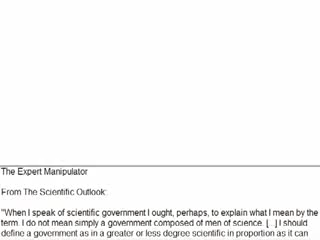 The Expert Manipulator
From The Scientific Outlook:
"When I speak of scientific government I ought, perhaps, to explain what I mean by the
term. I do not mean simply a government composed of men of science. [...] I should
define a government as in a greater or less degree scientific in proportion as it can